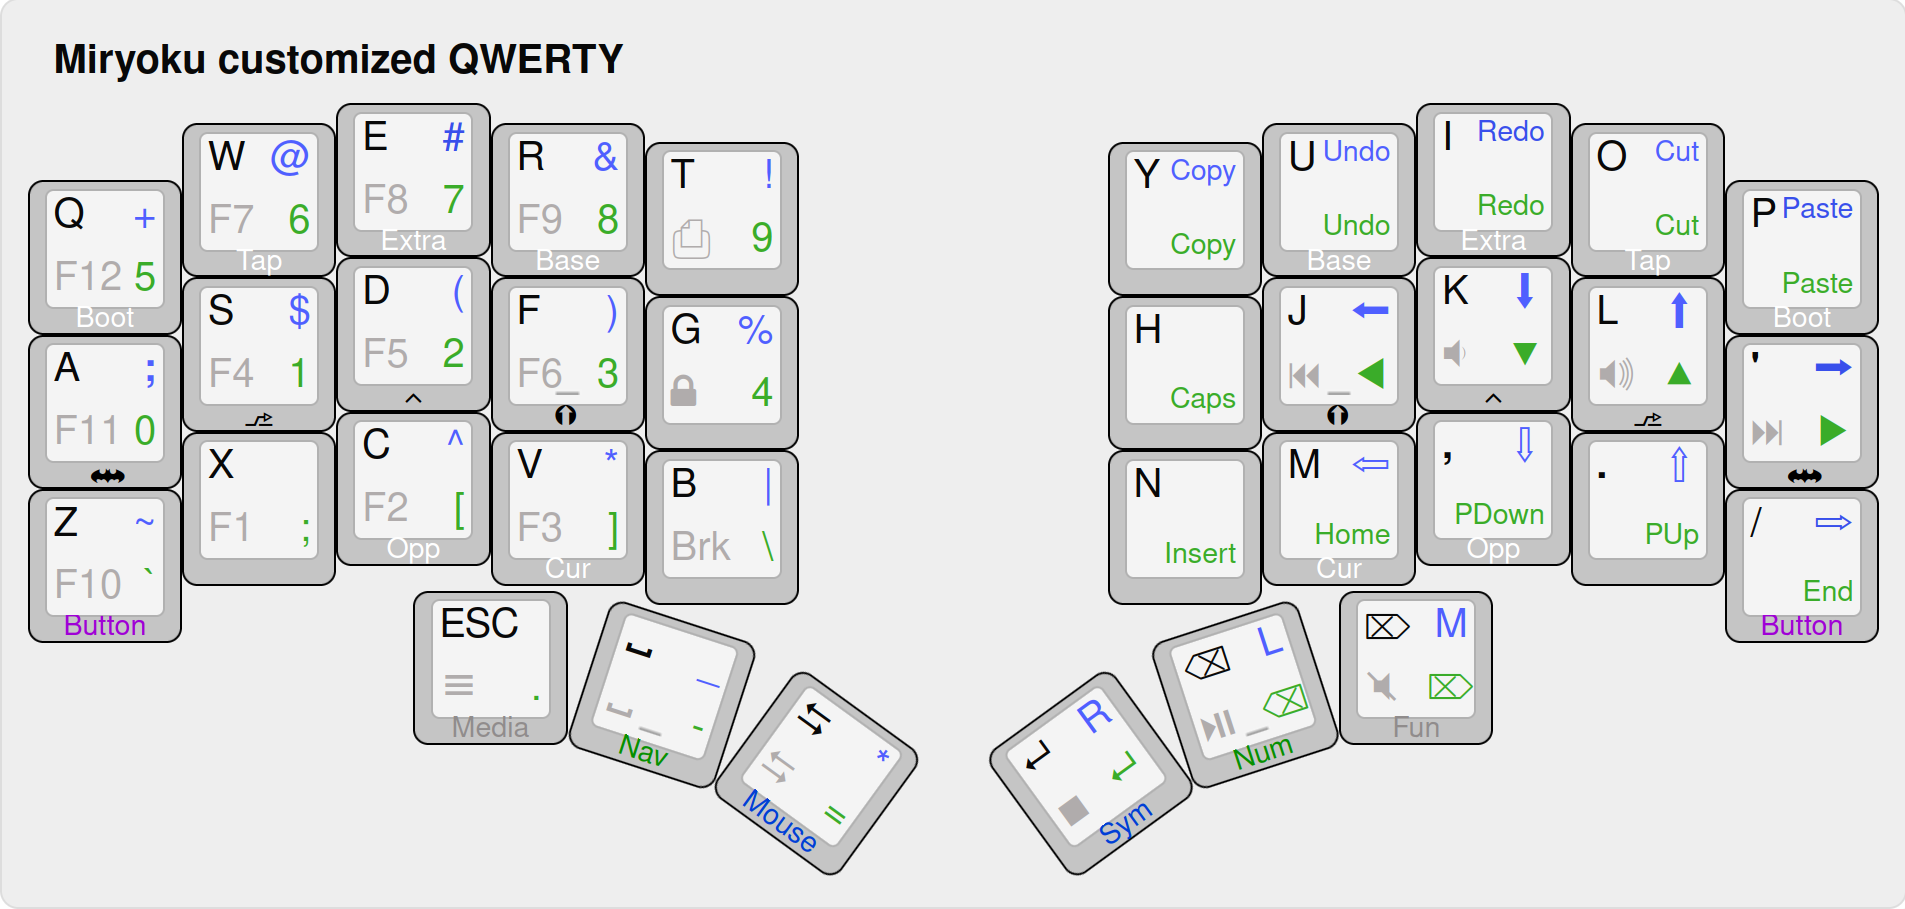 Miryoku customized QWERTY
Q +
F12 5
Boot
W @
F7 6
Tap
E #
F8 7
Extra
R &
F9 8
Base
T !
9
Y Copy
Copy
U Undo
Undo
Base
I Redo
Redo
Extra
O Cut
Cut
Tap
P Paste
Paste
Boot
A ;
F11 0
S $
F4 1
D (
F5 2
^
F )
F6_ 3
G %
4
H
Caps
J ←
_ ◀
K ↓
▼
^
L ↑
▲
' →
▶
Z ~
F10 `
Button
X
F1 ;
C ^
F2 [
Opp
V *
F3 ]
Cur
B |
Brk \
N
Insert
M ⇦
Home
Cur
, ⇩
PDown
Opp
. ⇧
PUp
/ ⇨
End
Button
ESC
≡ .
Media
_
_ -
Nav
*
=
Mouse
↵ R
■ ↵
Sym
⌫ L
_ ⌫
Num
⌦ M
⌦
Fun